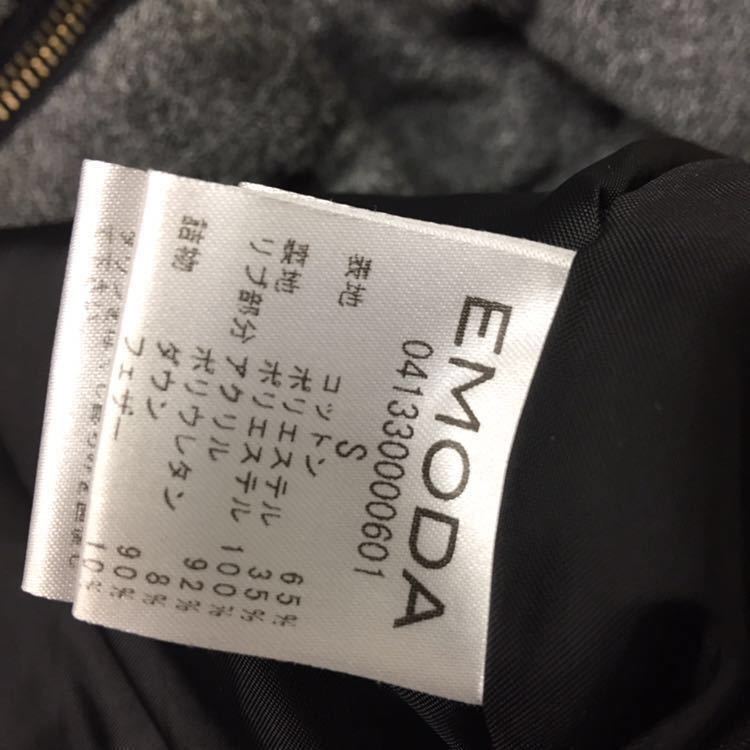 EMODA
041330000601
S
表地 コットン 65%
ポリエステル 35%
裏地 ポリエステル 100%
リブ部分 アクリル 92%
ポリウレタン 8%
詰物 ダウン 90%
フェザー 10%